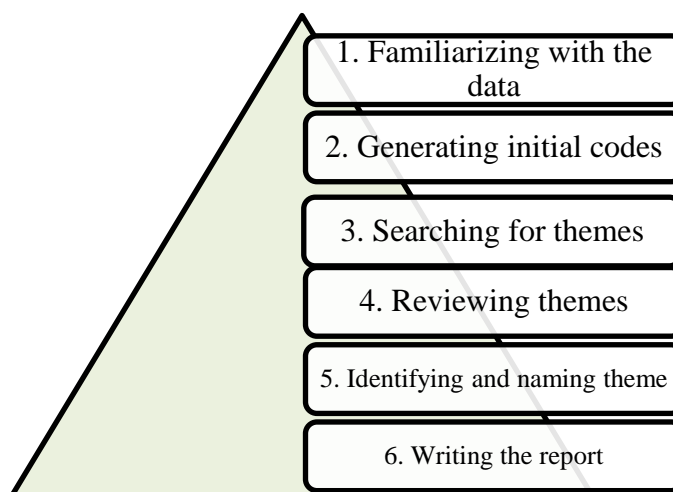 1. Familiarizing with the
data
2. Generating initial codes
3. Searching for themes
4. Reviewing themes
5. Identifying and naming theme
6. Writing the report